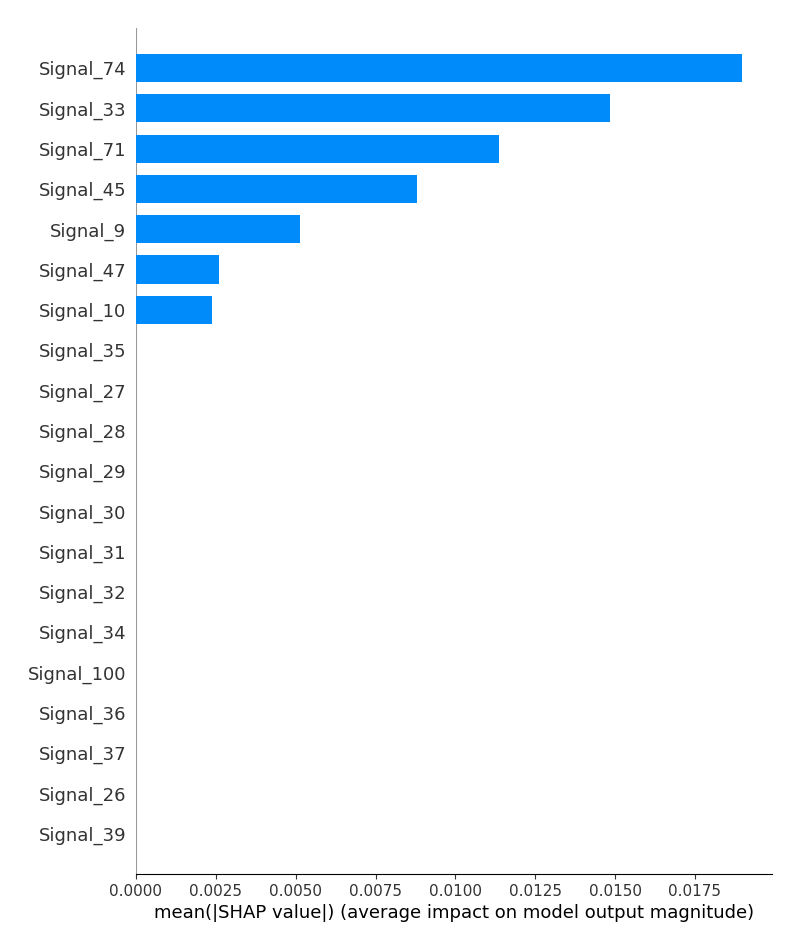 Signal_74
Signal_33
Signal_71
Signal_45
Signal_9
Signal_47
Signal_10
Signal_35
Signal_27
Signal_28
Signal_29
Signal_30
Signal_31
Signal_32
Signal_34
Signal_100
Signal_36
Signal_37
Signal_26
Signal_39
0.0000 0.0025 0.0050 0.0075 0.0100 0.0125 0.0150 0.0175
mean(|SHAP value|) (average impact on model output magnitude)